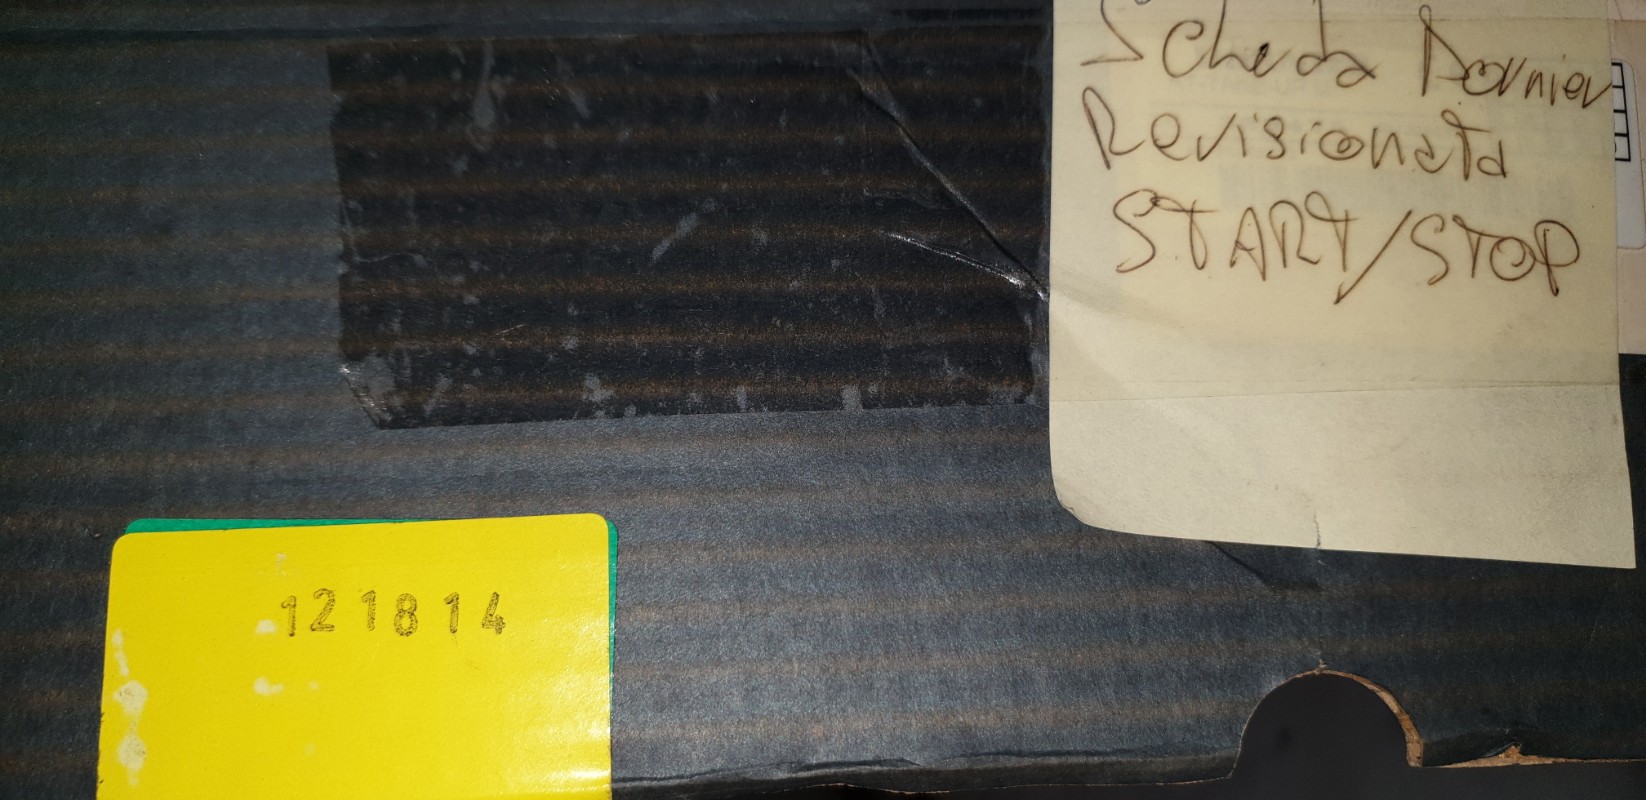 Scheda Dornier
Revisionata
START/STOP
121814